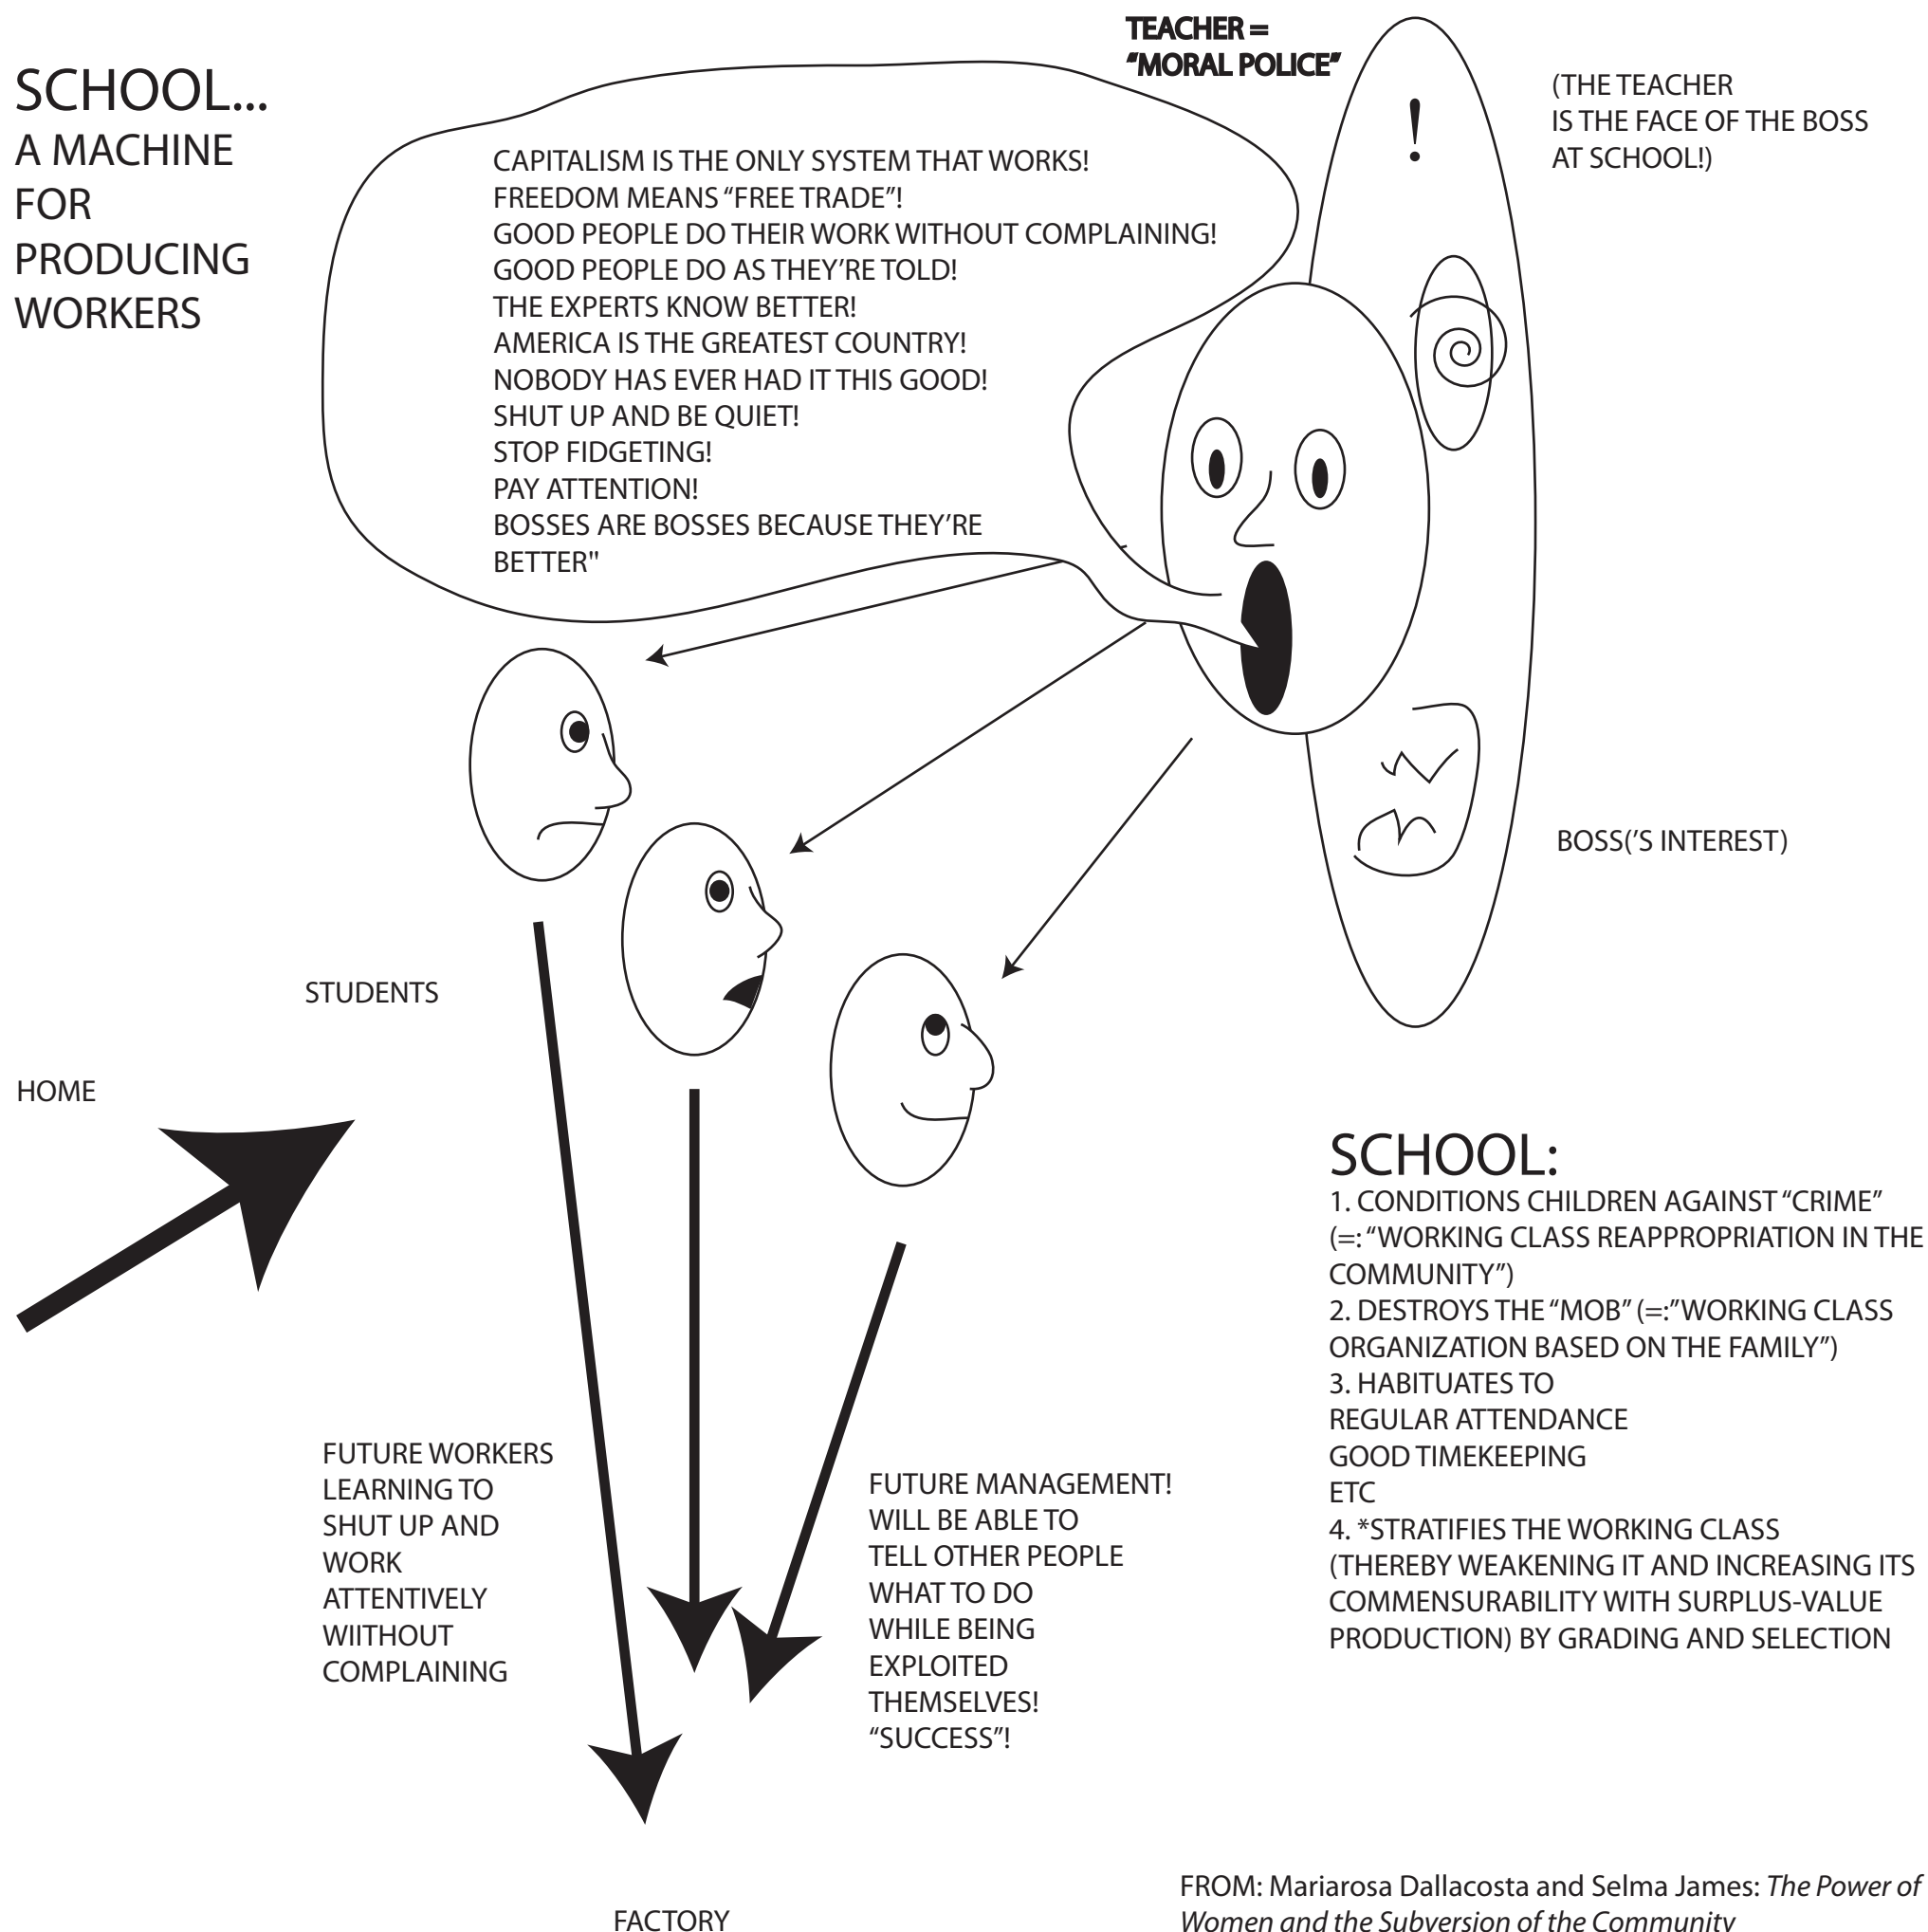 SCHOOL...
A MACHINE
FOR
PRODUCING
WORKERS
TEACHER =
“MORAL POLICE”
(THE TEACHER
IS THE FACE OF THE BOSS
AT SCHOOL!)
!
CAPITALISM IS THE ONLY SYSTEM THAT WORKS!
FREEDOM MEANS “FREE TRADE”!
GOOD PEOPLE DO THEIR WORK WITHOUT COMPLAINING!
GOOD PEOPLE DO AS THEY’RE TOLD!
THE EXPERTS KNOW BETTER!
AMERICA IS THE GREATEST COUNTRY!
NOBODY HAS EVER HAD IT THIS GOOD!
SHUT UP AND BE QUIET!
STOP FIDGETING!
PAY ATTENTION!
BOSSES ARE BOSSES BECAUSE THEY’RE
BETTER"
BOSS(’S INTEREST)
STUDENTS
HOME
FUTURE WORKERS
LEARNING TO
SHUT UP AND
WORK
ATTENTIVELY
WIITHOUT
COMPLAINING
FUTURE MANAGEMENT!
WILL BE ABLE TO
TELL OTHER PEOPLE
WHAT TO DO
WHILE BEING
EXPLOITED
THEMSELVES!
“SUCCESS”!
SCHOOL:
1. CONDITIONS CHILDREN AGAINST “CRIME”
(=: “WORKING CLASS REAPPROPRIATION IN THE
COMMUNITY”)
2. DESTROYS THE “MOB” (=:”WORKING CLASS
ORGANIZATION BASED ON THE FAMILY”)
3. HABITUATES TO
REGULAR ATTENDANCE
GOOD TIMEKEEPING
ETC
4. *STRATIFIES THE WORKING CLASS
(THEREBY WEAKENING IT AND INCREASING ITS
COMMENSURABILITY WITH SURPLUS-VALUE
PRODUCTION) BY GRADING AND SELECTION
FACTORY
FROM: Mariarosa Dallacosta and Selma James: The Power of
Women and the Subversion of the Community